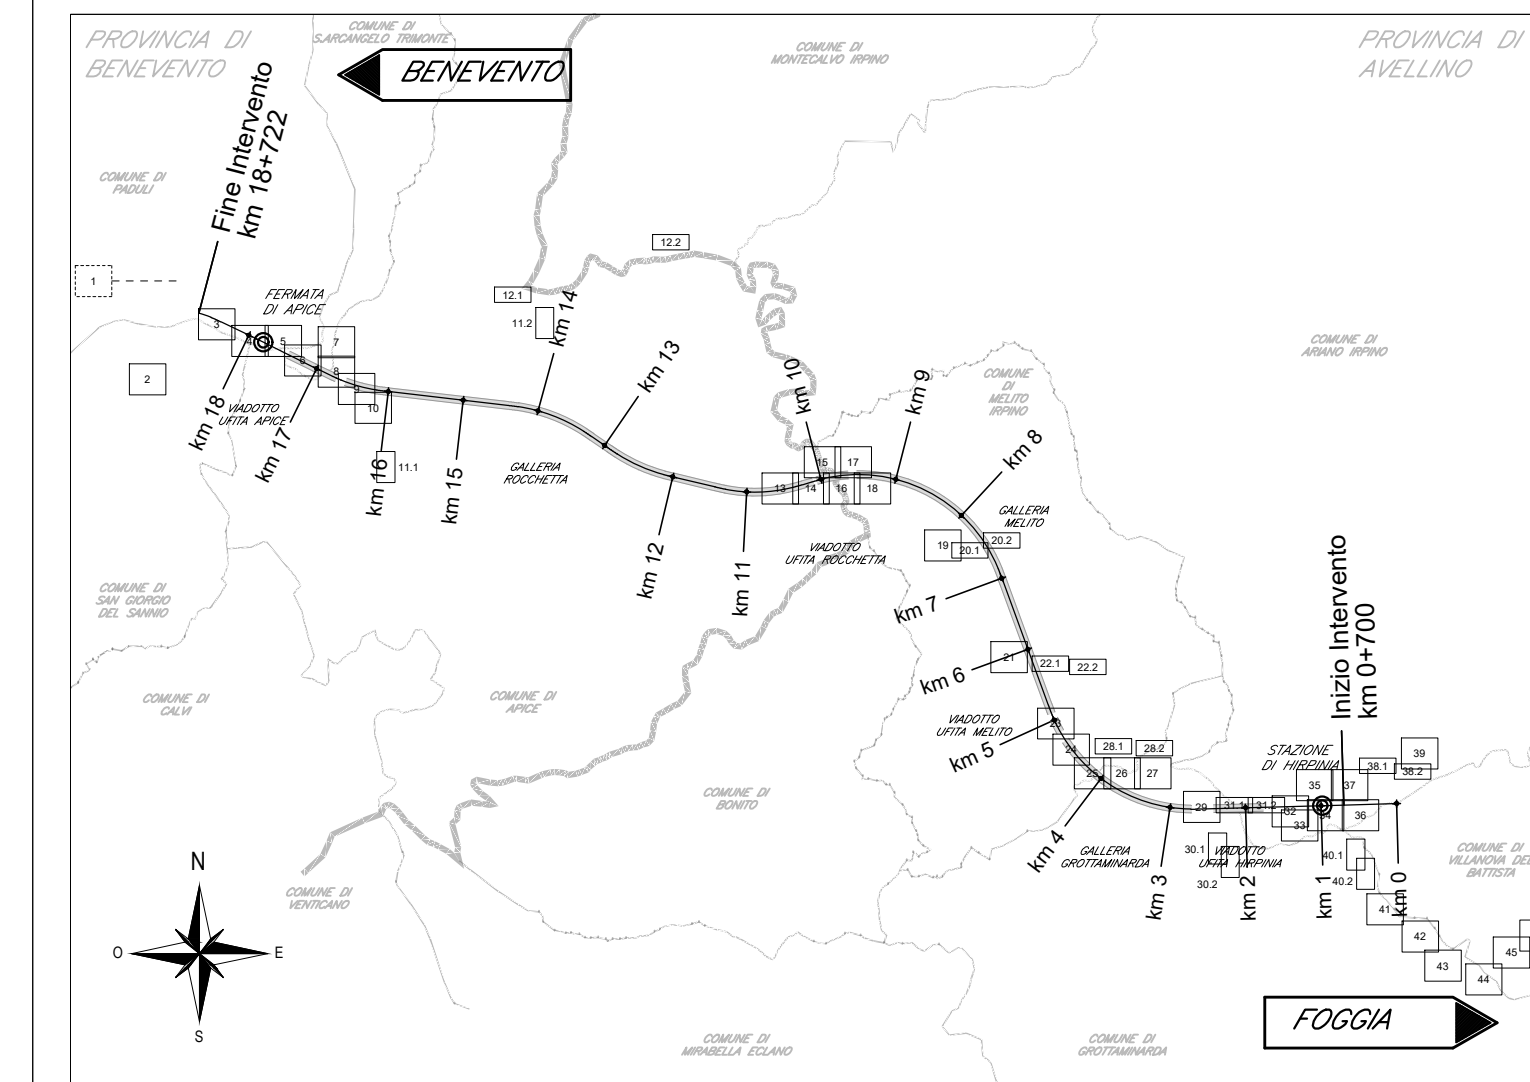 PROVINCIA DI
BENEVENTO
COMUNE DI
S.ARCANGELO TRIMONTE
BENEVENTO
COMUNE DI
MONTECALVO IRPINO
PROVINCIA DI
AVELLINO
Fine Intervento
km 18+722
COMUNE DI
PADULI
1
2
3
4
5
6
7
8
9
10
FERMATA
DI APICE
VIADOTTO
UFITA APICE
11.1
11.2
12.1
12.2
km 18
km 17
km 16
km 15
km 14
km 13
km 12
km 11
km 10
km 9
km 8
km 7
km 6
km 5
km 4
km 3
km 2
km 1
km 0
GALLERIA
ROCCHETTA
13
14
15
16
17
18
VIADOTTO
UFITA ROCCHETTA
COMUNE
DI
MELITO
IRPINO
COMUNE DI
ARIANO IRPINO
GALLERIA
MELITO
19
20.1
20.2
21
22.1
22.2
COMUNE DI
SAN GIORGIO
DEL SANNIO
COMUNE DI
CALVI
COMUNE DI
APICE
VIADOTTO
UFITA MELITO
23
24
25
26
27
28.1
28.2
Inizio Intervento
km 0+700
STAZIONE
DI HIRPINIA
29
31.1
31.2
32
33
34
35
36
37
38.1
38.2
39
COMUNE DI
BONITO
GALLERIA
GROTTAMINARDA
VIADOTTO
UFITA HIRPINIA
30.1
30.2
40.1
40.2
41
42
43
44
45
COMUNE DI
VILLANOVA DEL
BATTISTA
COMUNE DI
VENTICANO
N
O
E
S
COMUNE DI
MIRABELLA ECLANO
COMUNE DI
GROTTAMINARDA
FOGGIA